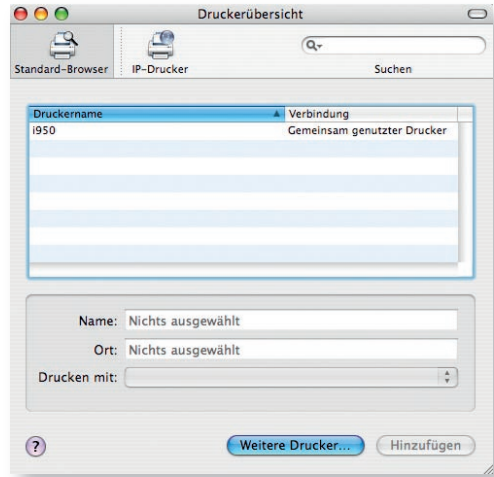 Druckerübersicht
Standard-Browser IP-Drucker Suchen
Druckername Verbindung
i950 Gemeinsam genutzter Drucker
Name: Nichts ausgewählt
Ort: Nichts ausgewählt
Drucken mit:
? Weitere Drucker... Hinzufügen